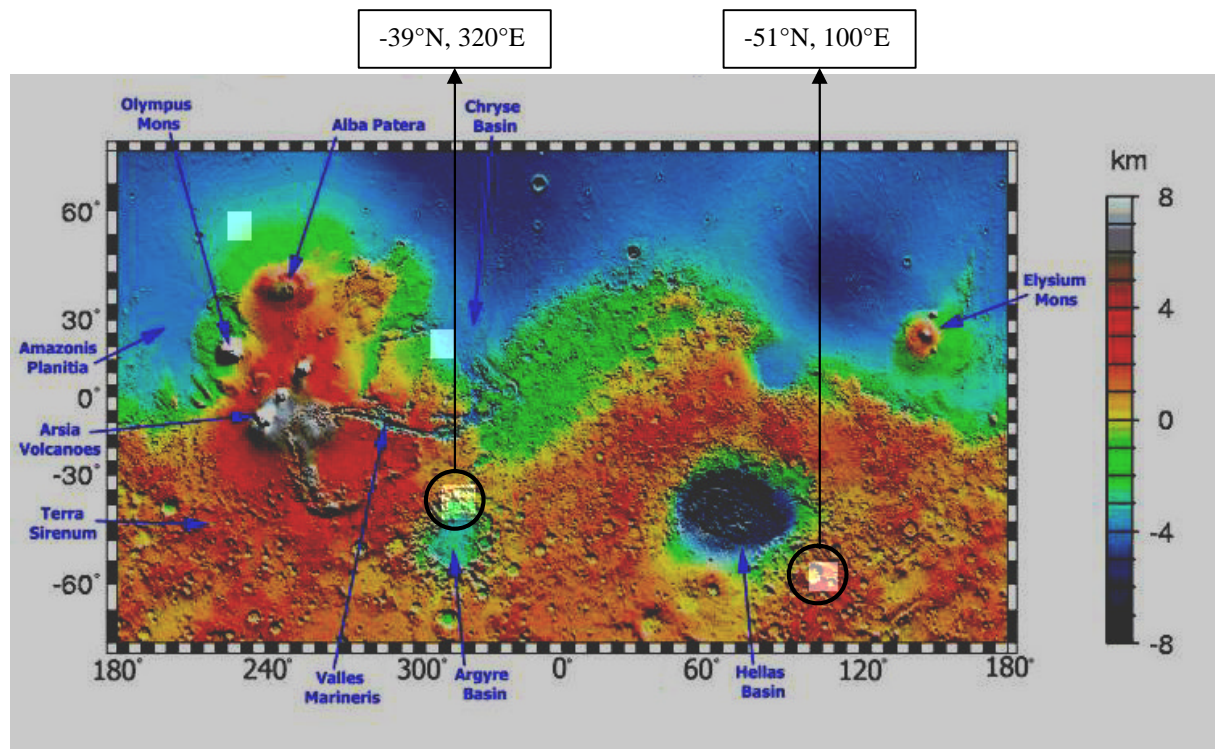 -39°N, 320°E
-51°N, 100°E
Olympus
Mons
Alba Patera
Chryse
Basin
km
8
60°
4
Elysium
Mons
30°
Amazonis
Planitia
0°
0
Arsia
Volcanoes
-30°
Terra
Sirenum
-4
-60°
-8
180°
240°
300°
0°
60°
120°
180°
Valles
Marineris
Argyre
Basin
Hellas
Basin